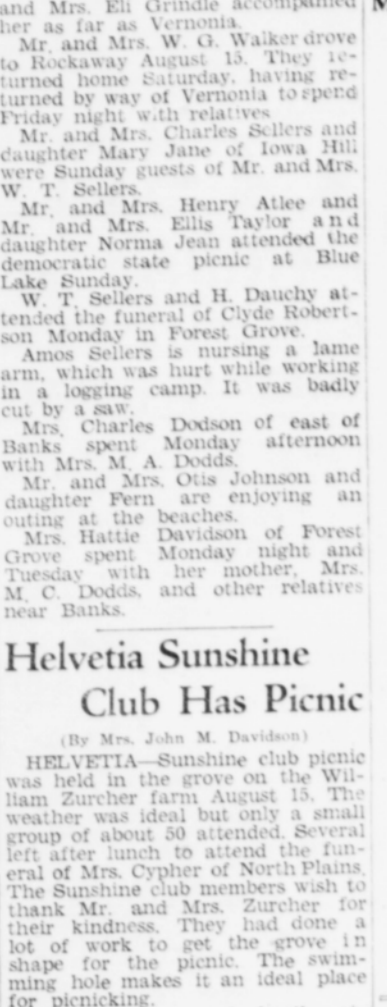 and Mrs. Eli Grindle accompanied
her as far as Vernonia.
Mr. and Mrs. W. G. Walker drove
to Rockaway August 15. They re-
turned home Saturday, having re-
turned by way of Vernonia to spend
Friday night with relatives
Mr. and Mrs. Charles Sellers and
daughter Mary Jane of Iowa Hill
were Sunday guests of Mr. and Mrs.
W. T. Sellers.
Mr. and Mrs. Henry Atlee and
Mr. and Mrs. Ellis Taylor and
daughter Norma Jean attended the
democratic state picnic at Blue
Lake Sunday.
W. T. Sellers and H. Dauchy at-
tended the funeral of Clyde Robert-
son Monday in Forest Grove.
Amos Sellers is nursing a lame
arm, which was hurt while working
in a logging camp. It was badly
cut by a saw.
Mrs. Charles Dodson of east of
Banks spent Monday afternoon
with Mrs. M. A. Dodds.
Mr. and Mrs. Otis Johnson and
daughter Fern are enjoying an
outing at the beaches.
Mrs. Hattie Davidson of Forest
Grove spent Monday night and
Tuesday with her mother, Mrs.
M. C. Dodds, and other relatives
near Banks.
Helvetia Sunshine
Club Has Picnic
(By Mrs. John M. Davidson)
HELVETIA—Sunshine club picnic
was held in the grove on the Wil-
liam Zurcher farm August 15. The
weather was ideal but only a small
group of about 50 attended. Several
left after lunch to attend the fun-
eral of Mrs. Cypher of North Plains.
The Sunshine club members wish to
thank Mr. and Mrs. Zurcher for
their kindness. They had done a
lot of work to get the grove in
shape for the picnic. The swim-
ming hole makes it an ideal place
for picnicking.